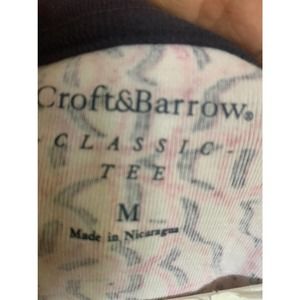 Croft&Barrow®
-CLASSIC-
TEE
M
Made in Nicaragua